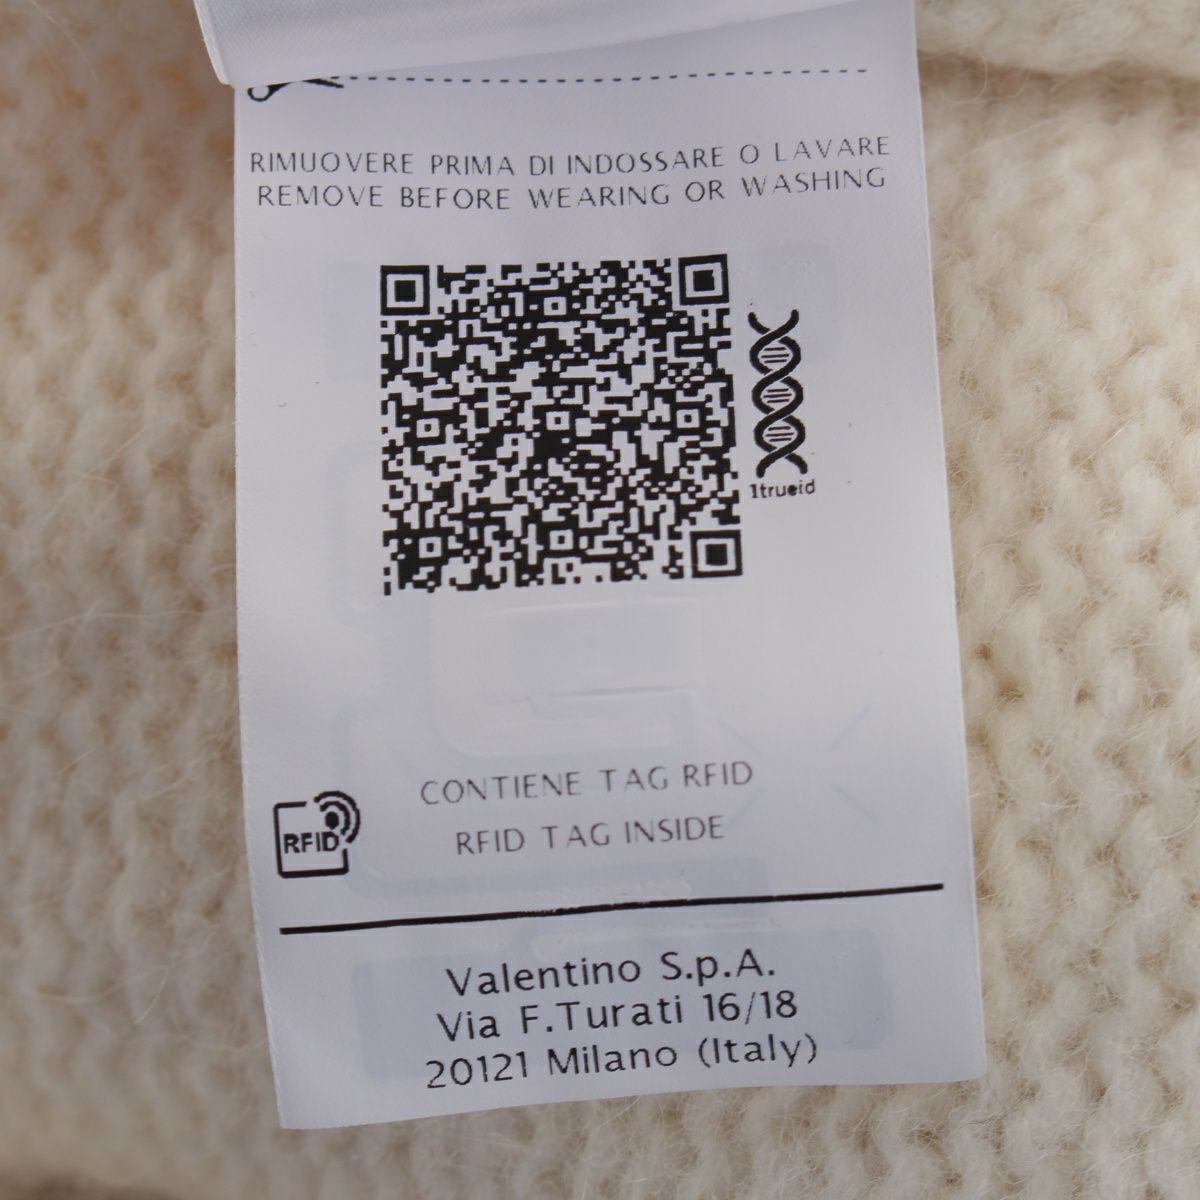 RIMUOVERE PRIMA DI INDOSSARE O LAVARE
REMOVE BEFORE WEARING OR WASHING
1trueid
CONTIENE TAG RFID
RFID TAG INSIDE
RFID
Valentino S.p.A.
Via F.Turati 16/18
20121 Milano (Italy)